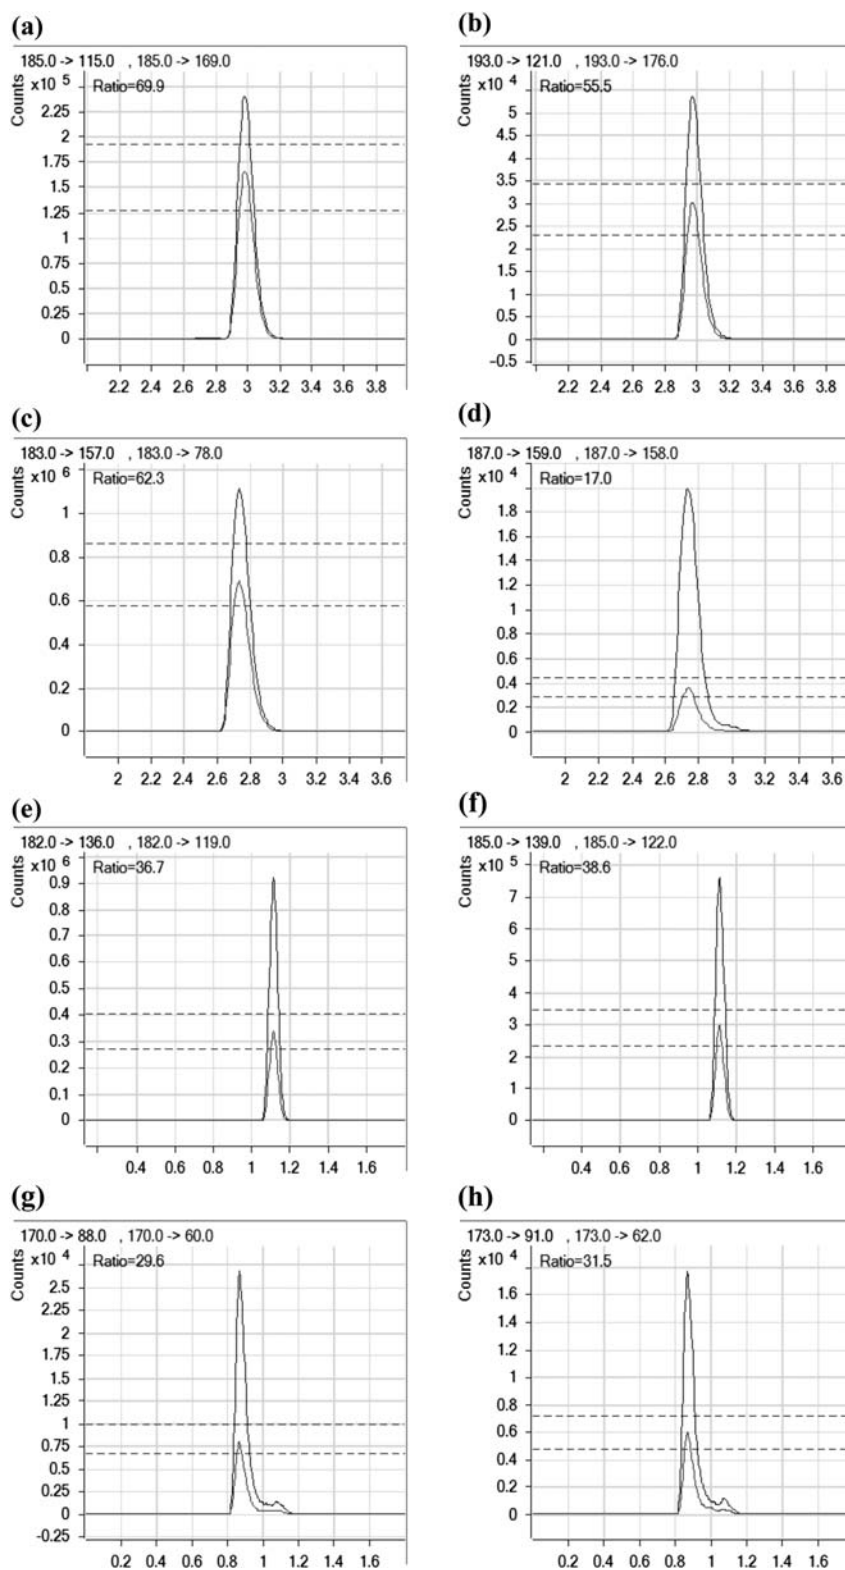 (a)
185.0 -> 115.0 , 185.0 -> 169.0
x10 5
Ratio=69.9
Counts
2.25
2
1.75
1.5
1.25
1
0.75
0.5
0.25
0
2.2 2.4 2.6 2.8 3 3.2 3.4 3.6 3.8
(b)
193.0 -> 121.0 , 193.0 -> 176.0
x10 4
Ratio=55.5
Counts
5
4.5
4
3.5
3
2.5
2
1.5
1
0.5
0
-0.5
2.2 2.4 2.6 2.8 3 3.2 3.4 3.6 3.8
(c)
183.0 -> 157.0 , 183.0 -> 78.0
x10 6
Ratio=62.3
Counts
1
0.8
0.6
0.4
0.2
0
2 2.2 2.4 2.6 2.8 3 3.2 3.4 3.6
(d)
187.0 -> 159.0 , 187.0 -> 158.0
x10 4
Ratio=17.0
Counts
1.8
1.6
1.4
1.2
1
0.8
0.6
0.4
0.2
0
2 2.2 2.4 2.6 2.8 3 3.2 3.4 3.6
(e)
182.0 -> 136.0 , 182.0 -> 119.0
x10 6
Ratio=36.7
Counts
0.9
0.8
0.7
0.6
0.5
0.4
0.3
0.2
0.1
0
0.4 0.6 0.8 1 1.2 1.4 1.6
(f)
185.0 -> 139.0 , 185.0 -> 122.0
x10 5
Ratio=38.6
Counts
7
6
5
4
3
2
1
0
0.4 0.6 0.8 1 1.2 1.4 1.6
(g)
170.0 -> 88.0 , 170.0 -> 60.0
x10 4
Ratio=29.6
Counts
2.5
2.25
2
1.75
1.5
1.25
1
0.75
0.5
0.25
0
-0.25
0.2 0.4 0.6 0.8 1 1.2 1.4 1.6
(h)
173.0 -> 91.0 , 173.0 -> 62.0
x10 4
Ratio=31.5
Counts
1.6
1.4
1.2
1
0.8
0.6
0.4
0.2
0
0.2 0.4 0.6 0.8 1 1.2 1.4 1.6